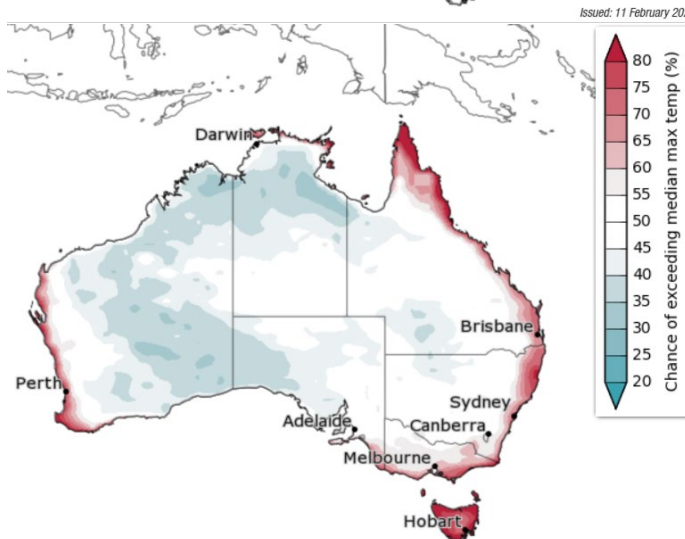 Issued: 11 February 20
Darwin
Brisbane
Perth
Sydney
Adelaide
Canberra
Melbourne
Hobart
80
75
70
65
60
55
50
45
40
35
30
25
20
Chance of exceeding median max temp (%)